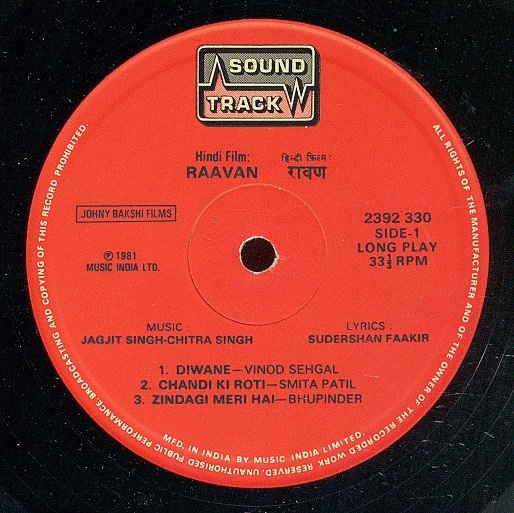 SOUND
TRACK
Hindi Film: हिन्दी फिल्म:
RAAVAN रावण
JOHNY BAKSHI FILMS
℗ 1981
MUSIC INDIA LTD.
2392 330
SIDE-1
LONG PLAY
33⅓ RPM
MUSIC :
JAGJIT SINGH-CHITRA SINGH
LYRICS :
SUDERSHAN FAAKIR
1. DIWANE—VINOD SEHGAL
2. CHANDI KI ROTI—SMITA PATIL
3. ZINDAGI MERI HAI—BHUPINDER
MFD. IN INDIA BY MUSIC INDIA LIMITED.
ALL RIGHTS OF THE MANUFACTURER AND OF THE OWNER OF THE RECORDED WORK RESERVED. UNAUTHORISED PUBLIC PERFORMANCE BROADCASTING AND COPYING OF THIS RECORD PROHIBITED.